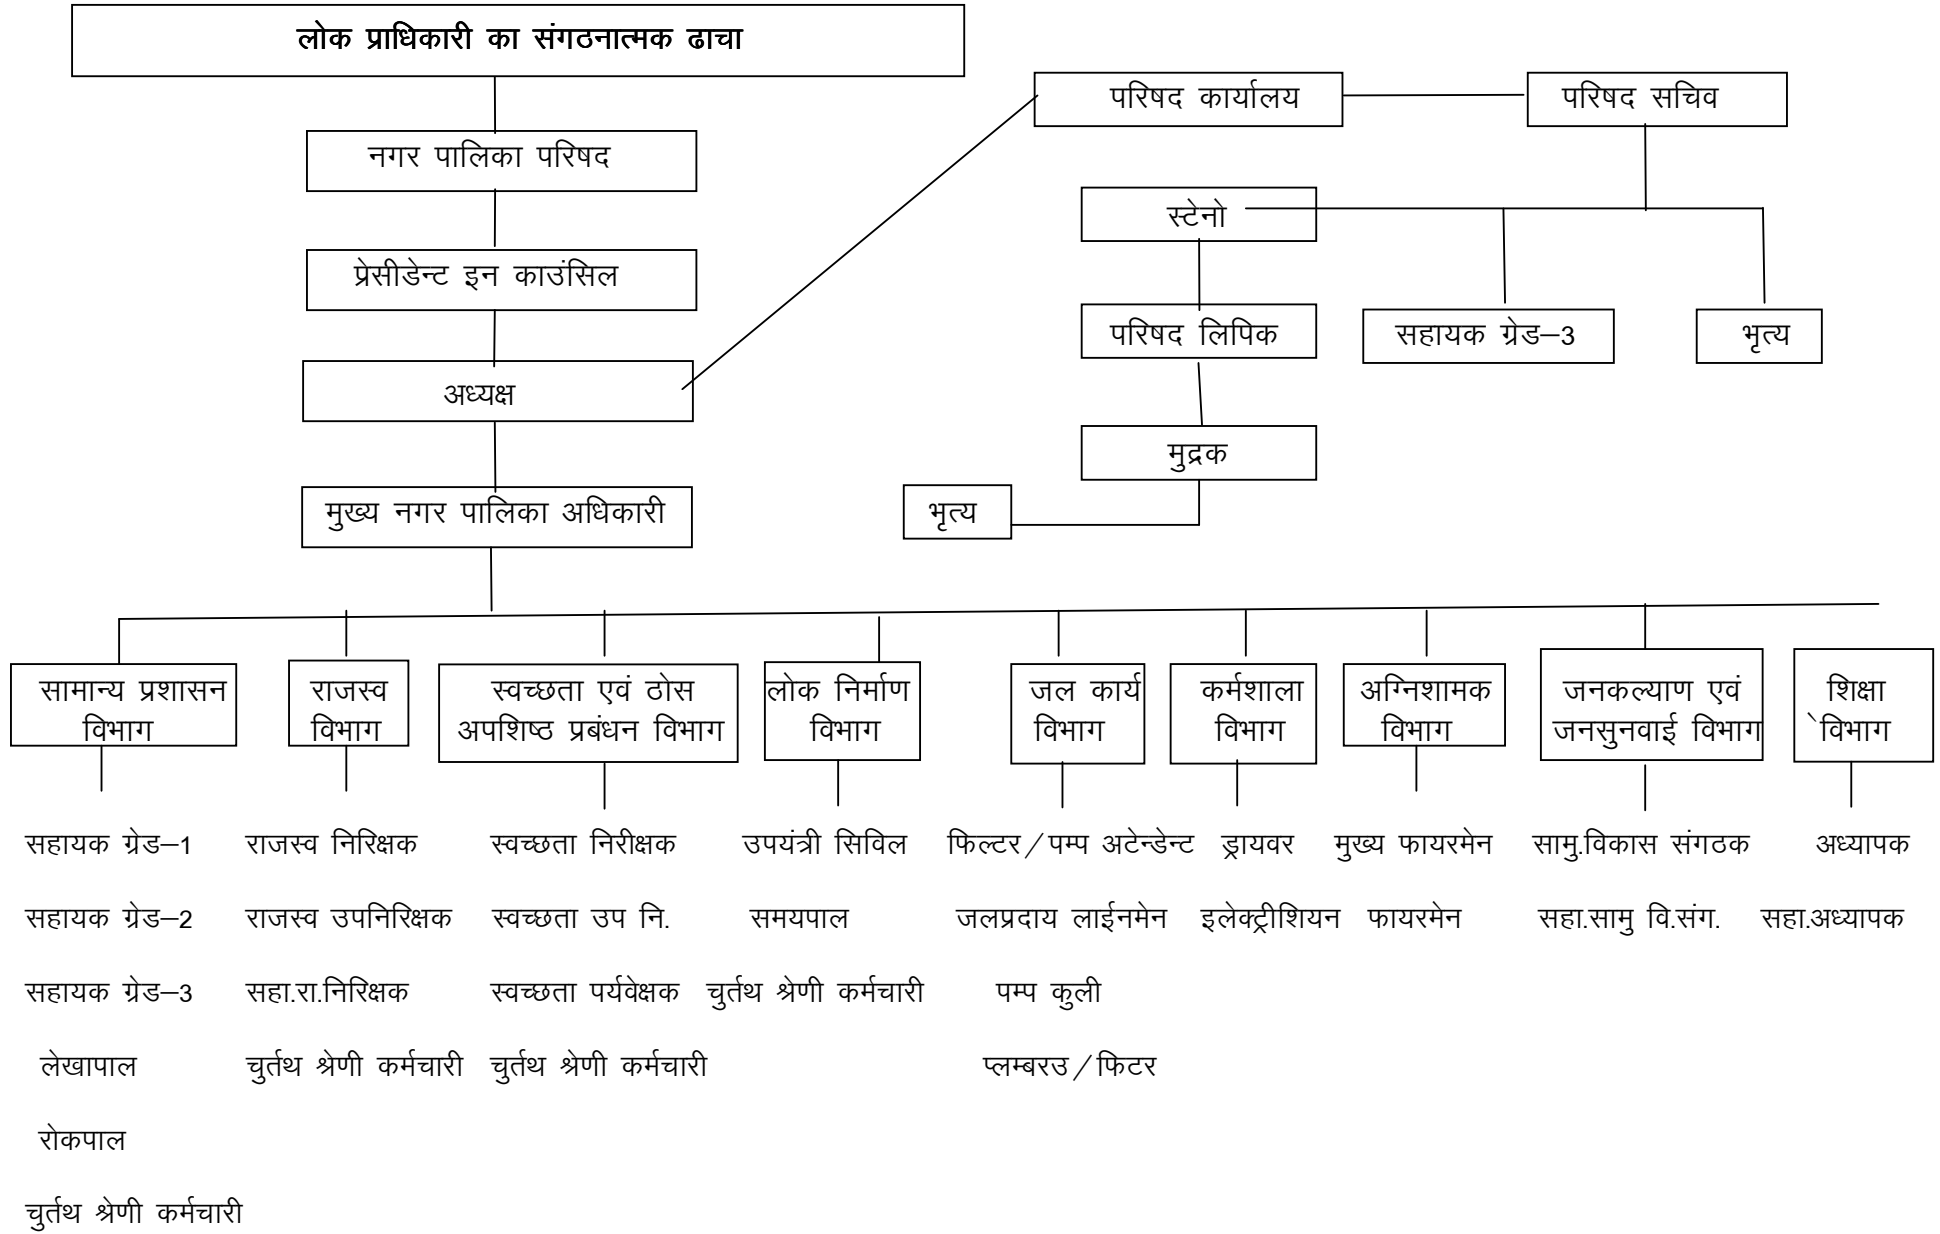 लोक प्राधिकारी का संगठनात्मक ढाचा
परिषद कार्यालय
परिषद सचिव
नगर पालिका परिषद
स्टेनो
प्रेसीडेन्ट इन काउंसिल
परिषद लिपिक
सहायक ग्रेड–3
भृत्य
अध्यक्ष
मुद्रक
मुख्य नगर पालिका अधिकारी
भृत्य
सामान्य प्रशासन
विभाग
राजस्व
विभाग
स्वच्छता एवं ठोस
अपशिष्ठ प्रबंधन विभाग
लोक निर्माण
विभाग
जल कार्य
विभाग
कर्मशाला
विभाग
अग्निशामक
विभाग
जनकल्याण एवं
जनसुनवाई विभाग
शिक्षा
`विभाग
सहायक ग्रेड–1 राजस्व निरिक्षक स्वच्छता निरीक्षक उपयंत्री सिविल फिल्टर/पम्प अटेन्डेन्ट ड्रायवर मुख्य फायरमेन सामु.विकास संगठक अध्यापक
सहायक ग्रेड–2 राजस्व उपनिरिक्षक स्वच्छता उप नि. समयपाल जलप्रदाय लाईनमेन इलेक्ट्रीशियन फायरमेन सहा.सामु वि.संग. सहा.अध्यापक
सहायक ग्रेड–3 सहा.रा.निरिक्षक स्वच्छता पर्यवेक्षक चुर्तथ श्रेणी कर्मचारी पम्प कुली
लेखापाल चुर्तथ श्रेणी कर्मचारी चुर्तथ श्रेणी कर्मचारी प्लम्बरउ/फिटर
रोकपाल
चुर्तथ श्रेणी कर्मचारी